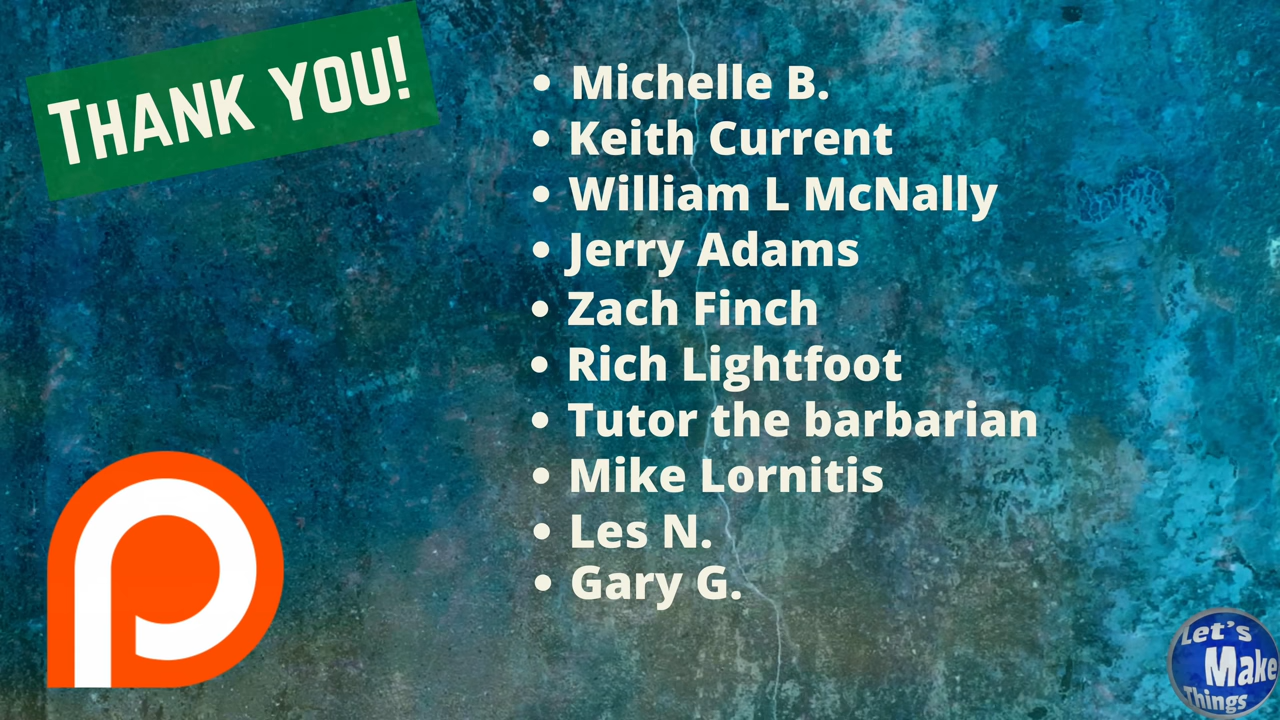 THANK YOU!
• Michelle B.
• Keith Current
• William L McNally
• Jerry Adams
• Zach Finch
• Rich Lightfoot
• Tutor the barbarian
• Mike Lornitis
• Les N.
• Gary G.
Let's
Make
Things